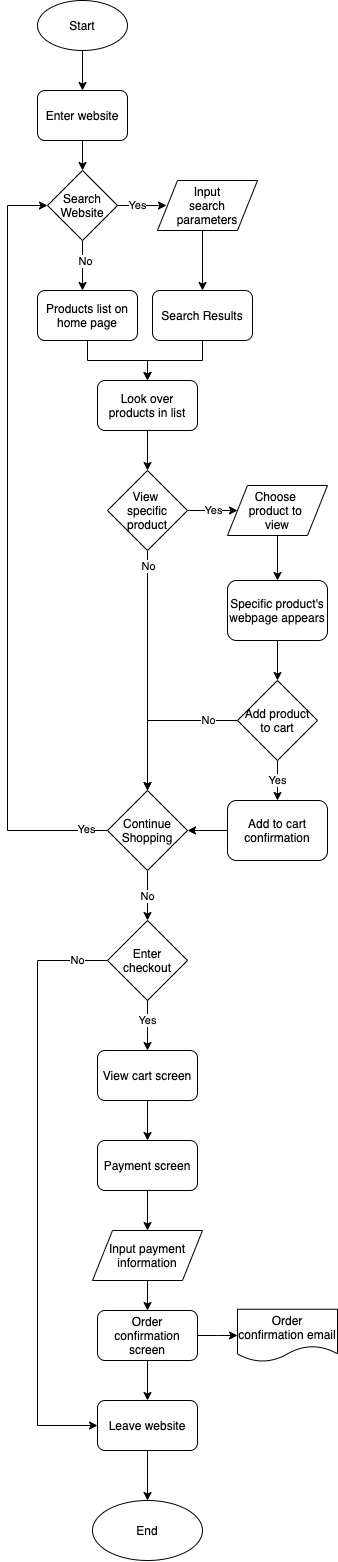 Start
Enter website
Search
Website
Yes
Input
search
parameters
No
Products list on
home page
Search Results
Look over
products in list
View
specific
product
Yes
Choose
product to
view
No
Specific product's
webpage appears
Add product
to cart
No
Yes
Continue
Shopping
Yes
Add to cart
confirmation
No
Enter
checkout
No
Yes
View cart screen
Payment screen
Input payment
information
Order
confirmation
screen
Order
confirmation email
Leave website
End